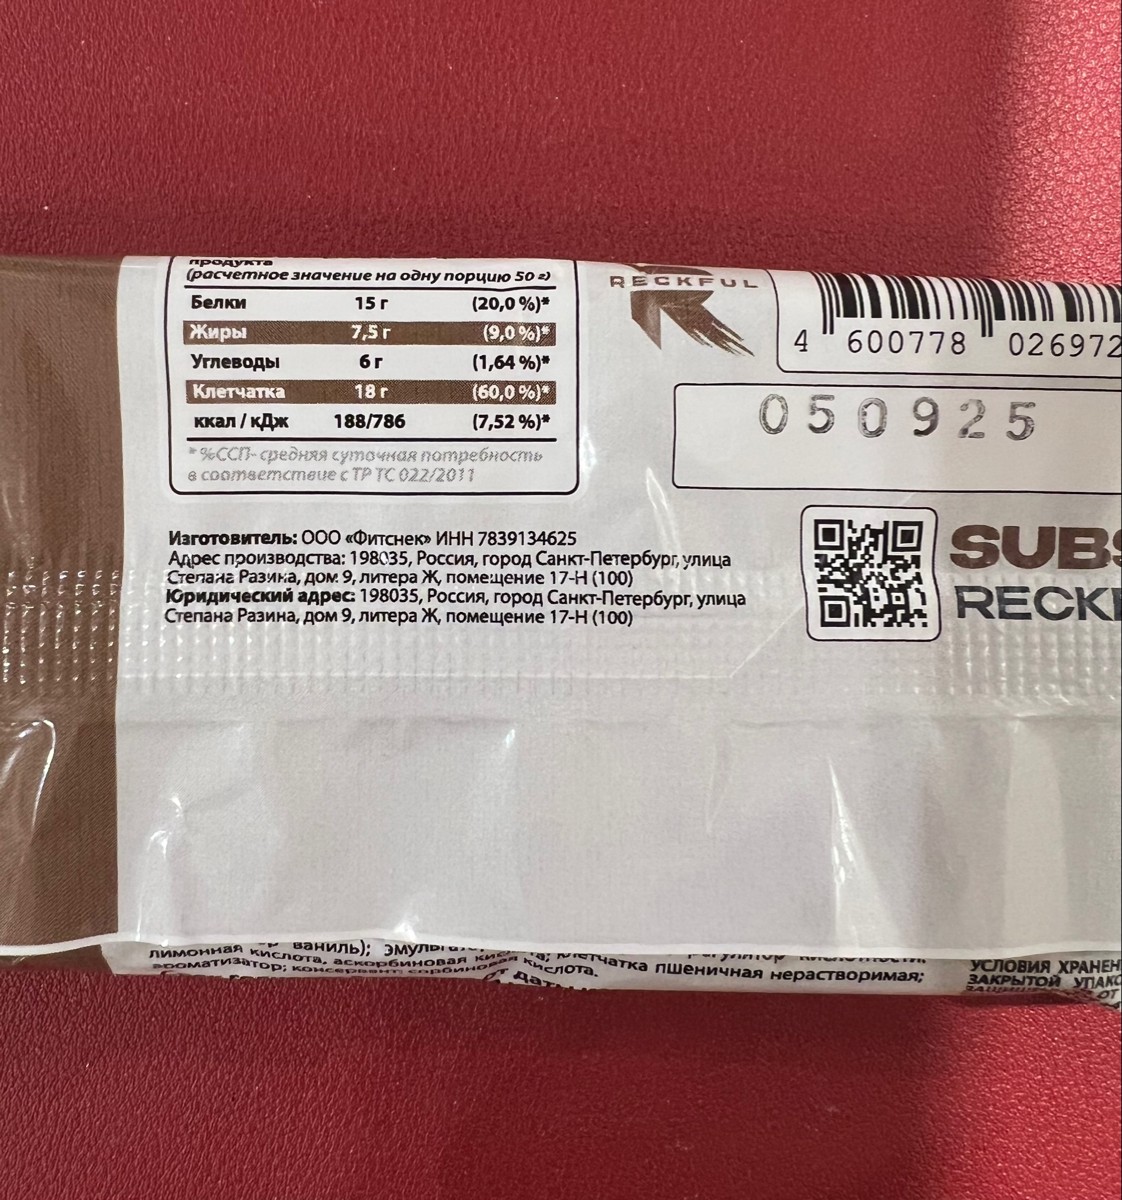 продукта
(расчетное значение на одну порцию 50 г)
Белки 15 г (20,0 %)*
Жиры 7,5 г (9,0 %)*
Углеводы 6 г (1,64 %)*
Клетчатка 18 г (60,0 %)*
ккал / кДж 188/786 (7,52 %)*
*%ССП- средняя суточная потребность
в соответствие с ТР ТС 022/2011
RECKFUL
4 600778 026972
050925
Изготовитель: ООО «Фитснек» ИНН 7839134625
Адрес производства: 198035, Россия, город Санкт-Петербург, улица
Степана Разина, дом 9, литера Ж, помещение 17-Н (100)
Юридический адрес: 198035, Россия, город Санкт-Петербург, улица
Степана Разина, дом 9, литера Ж, помещение 17-Н (100)
SUBS
RECKF
ваниль);
лимонная кислота, аскорбиновая клетчатка пшеничная нерастворимая;
ароматизатор; консервант: сорбиновая кислота.
УСЛОВИЯ ХРАНЕН
ЗАКРЫТОЙ УПАКО
ОТ